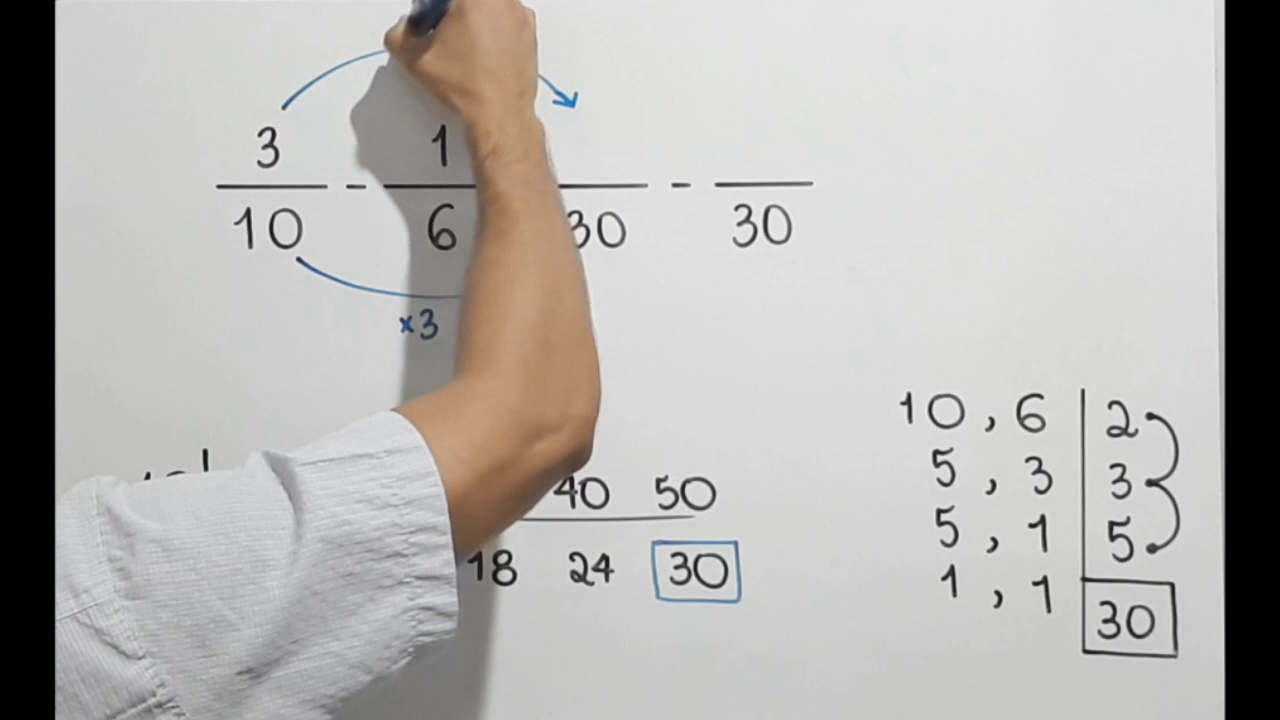 3 1
10 - 6 30 - 30
×3
10 , 6 | 2
40 50 5 , 3 | 3
5 , 1 | 5
18 24 30 1 , 1 30